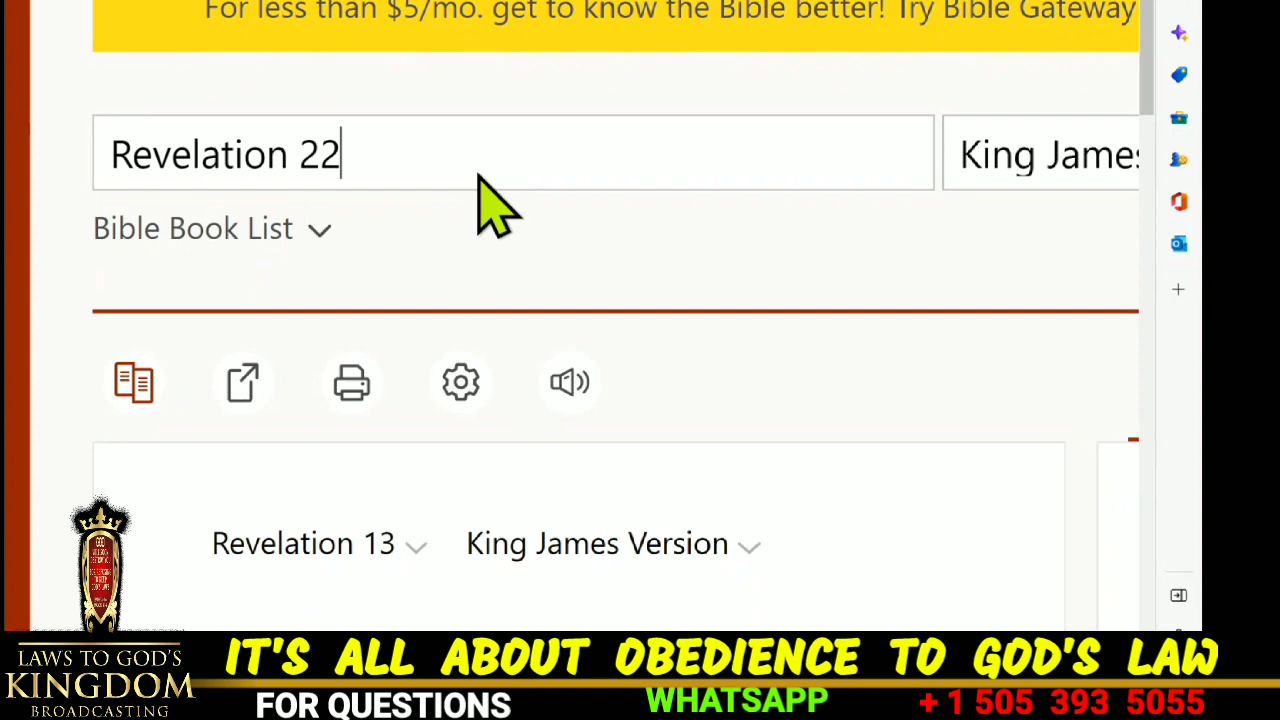 For less than $5/mo. get to know the Bible better! Try Bible Gateway
Revelation 22
King James
Bible Book List
Revelation 13
King James Version
LAWS TO GOD'S
KINGDOM
BROADCASTING
IT'S ALL ABOUT OBEDIENCE TO GOD'S LAW
FOR QUESTIONS
WHATSAPP
+ 1 505 393 5055